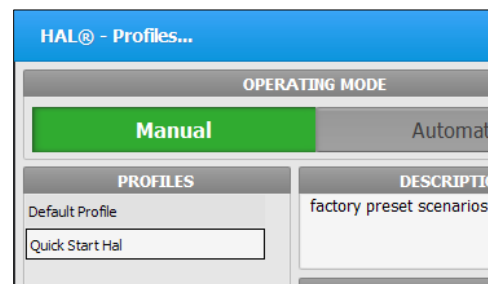 HAL® - Profiles...
OPERATING MODE
Manual
PROFILES
Default Profile
Quick Start Hal
factory preset scenarios